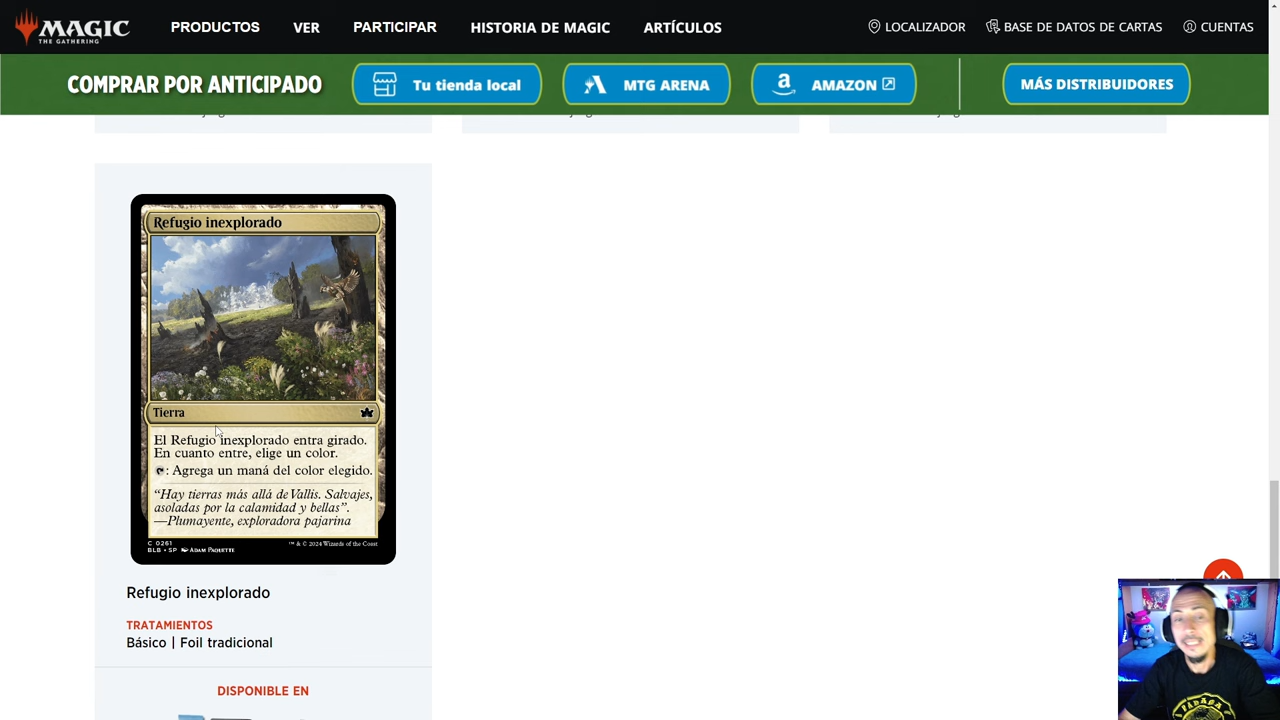 MAGIC
THE GATHERING
PRODUCTOS
VER
PARTICIPAR
HISTORIA DE MAGIC
ARTÍCULOS
LOCALIZADOR
BASE DE DATOS DE CARTAS
CUENTAS
COMPRAR POR ANTICIPADO
Tu tienda local
MTG ARENA
AMAZON
MÁS DISTRIBUIDORES
Refugio inexplorado
Tierra
El Refugio inexplorado entra girado.
En cuanto entre, elige un color.
: Agrega un maná del color elegido.
“Hay tierras más allá de Vallis. Salvajes,
asoladas por la calamidad y bellas”.
—Plumayente, exploradora pajarina
C 0261
BLB • SP ADAM PAQUETTE
™ & © 2024 Wizards of the Coast
Refugio inexplorado
TRATAMIENTOS
Básico | Foil tradicional
DISPONIBLE EN